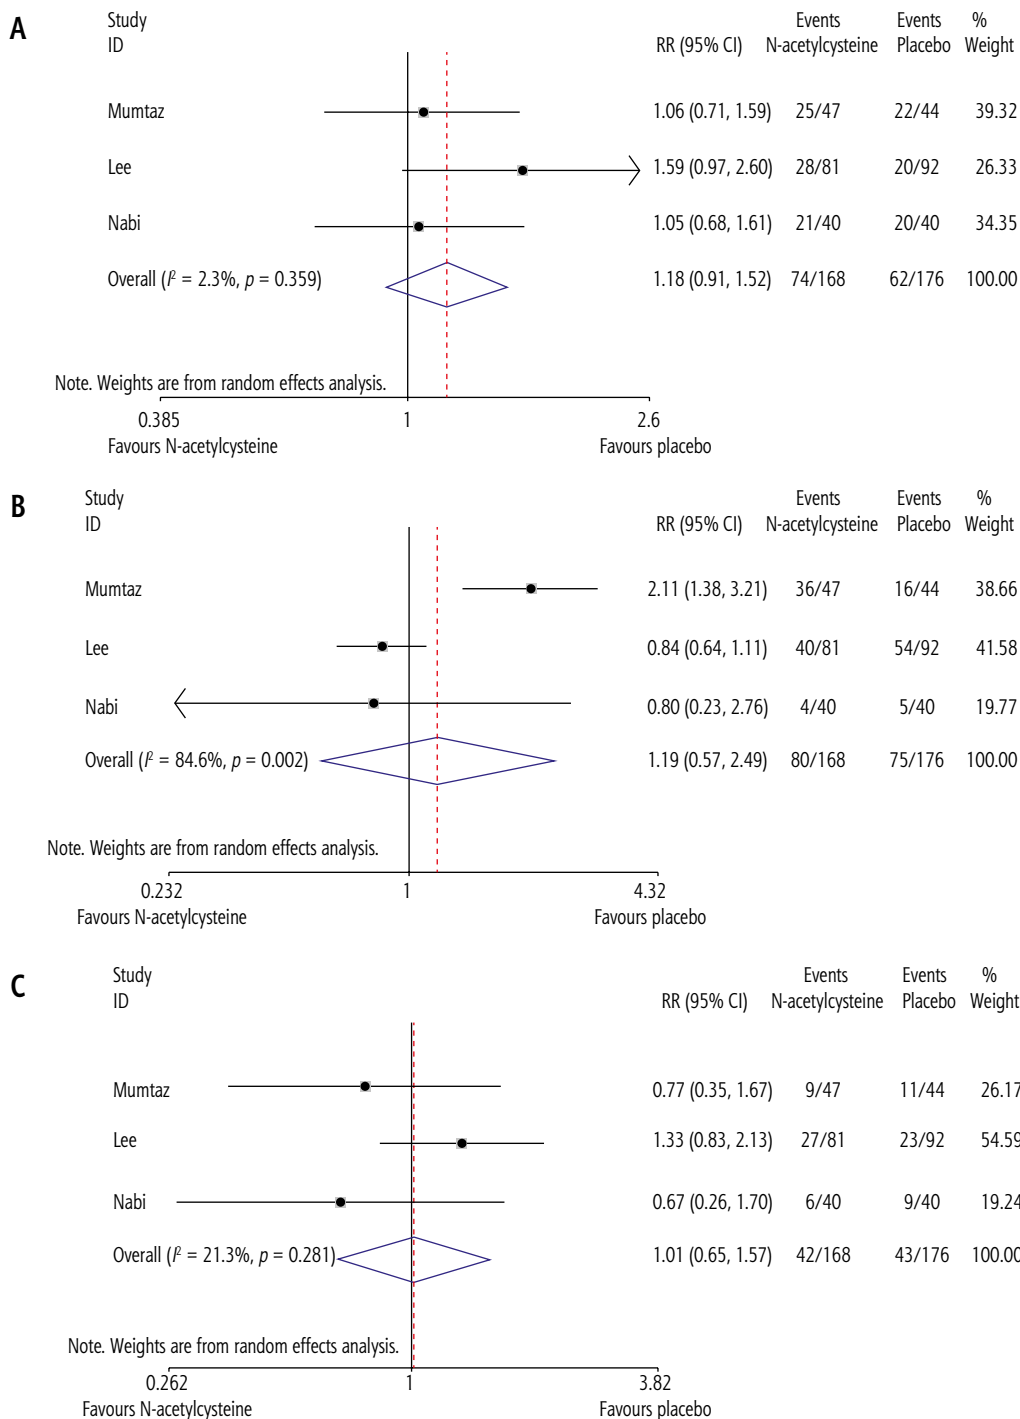 A
Study Events Events %
ID RR (95% CI) N-acetylcysteine Placebo Weight
Mumtaz 1.06 (0.71, 1.59) 25/47 22/44 39.32
Lee 1.59 (0.97, 2.60) 28/81 20/92 26.33
Nabi 1.05 (0.68, 1.61) 21/40 20/40 34.35
Overall (I² = 2.3%, p = 0.359) 1.18 (0.91, 1.52) 74/168 62/176 100.00
Note. Weights are from random effects analysis.
0.385 1 2.6
Favours N-acetylcysteine Favours placebo
B
Study Events Events %
ID RR (95% CI) N-acetylcysteine Placebo Weight
Mumtaz 2.11 (1.38, 3.21) 36/47 16/44 38.66
Lee 0.84 (0.64, 1.11) 40/81 54/92 41.58
Nabi 0.80 (0.23, 2.76) 4/40 5/40 19.77
Overall (I² = 84.6%, p = 0.002) 1.19 (0.57, 2.49) 80/168 75/176 100.00
Note. Weights are from random effects analysis.
0.232 1 4.32
Favours N-acetylcysteine Favours placebo
C
Study Events Events %
ID RR (95% CI) N-acetylcysteine Placebo Weight
Mumtaz 0.77 (0.35, 1.67) 9/47 11/44 26.17
Lee 1.33 (0.83, 2.13) 27/81 23/92 54.59
Nabi 0.67 (0.26, 1.70) 6/40 9/40 19.24
Overall (I² = 21.3%, p = 0.281) 1.01 (0.65, 1.57) 42/168 43/176 100.00
Note. Weights are from random effects analysis.
0.262 1 3.82
Favours N-acetylcysteine Favours placebo